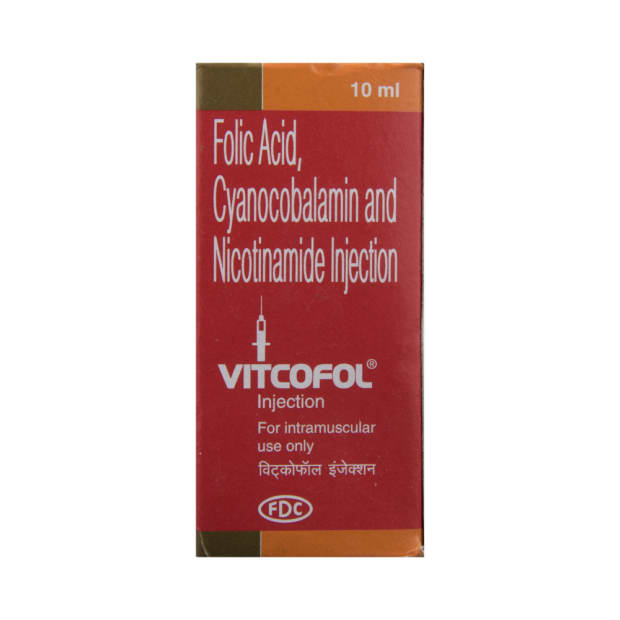 10 ml
Folic Acid,
Cyanocobalamin and
Nicotinamide Injection
VITCOFOL®
Injection
For intramuscular
use only
विट्कोफॉल इंजेक्शन
FDC